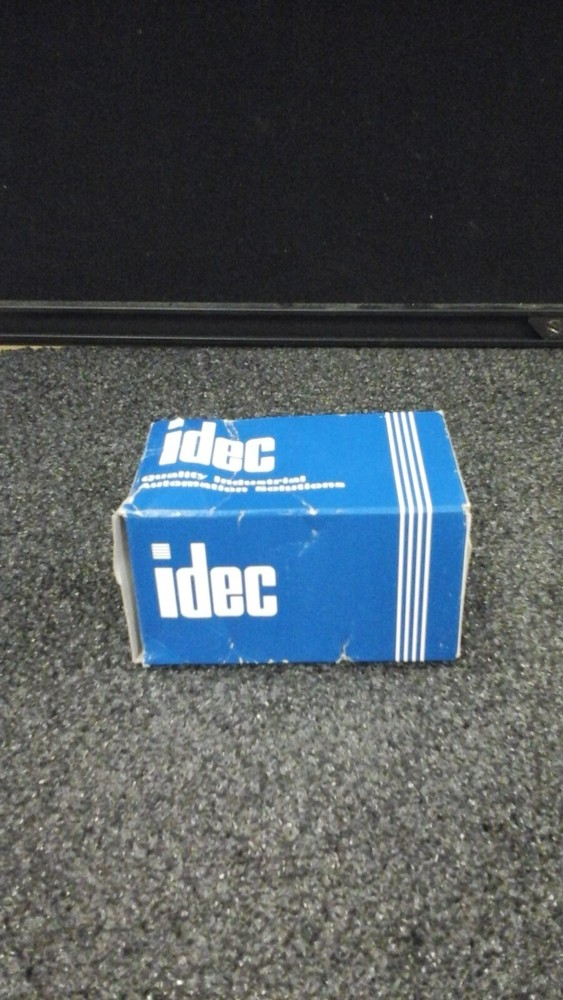 idec
Quality Industrial
Automation Solutions
idec